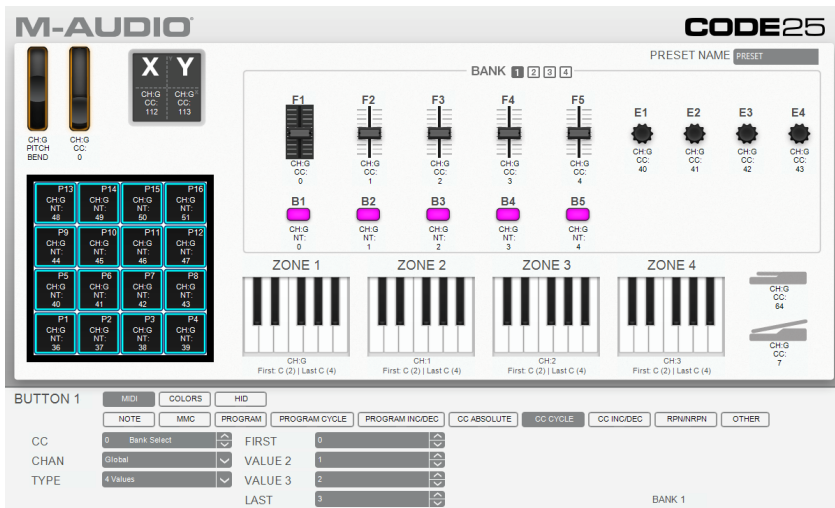 M-AUDIO
CODE25
PRESET NAME PRESET
BANK 1 2 3 4
X Y
CH:G CC: 112
CH:G CC: 113
CH:G PITCH BEND
CH:G CC: 0
F1 F2 F3 F4 F5
CH:G CC: 0
CH:G CC: 1
CH:G CC: 2
CH:G CC: 3
CH:G CC: 4
E1 E2 E3 E4
CH:G CC: 40
CH:G CC: 41
CH:G CC: 42
CH:G CC: 43
B1 B2 B3 B4 B5
CH:G NT: 0
CH:G NT: 1
CH:G NT: 2
CH:G NT: 3
CH:G NT: 4
P13 CH:G NT: 48
P14 CH:G NT: 49
P15 CH:G NT: 50
P16 CH:G NT: 51
P9 CH:G NT: 44
P10 CH:G NT: 45
P11 CH:G NT: 46
P12 CH:G NT: 47
P5 CH:G NT: 40
P6 CH:G NT: 41
P7 CH:G NT: 42
P8 CH:G NT: 43
P1 CH:G NT: 36
P2 CH:G NT: 37
P3 CH:G NT: 38
P4 CH:G NT: 39
ZONE 1 ZONE 2 ZONE 3 ZONE 4
CH:G
First: C (2) | Last C (4)
CH:1
First: C (2) | Last C (4)
CH:2
First: C (2) | Last C (4)
CH:3
First: C (2) | Last C (4)
CH:G CC: 64
CH:G CC: 7
BUTTON 1 MIDI COLORS HID
NOTE MMC PROGRAM PROGRAM CYCLE PROGRAM INC/DEC CC ABSOLUTE CC CYCLE CC INC/DEC RPN/NRPN OTHER
CC 0 Bank Select FIRST 0
CHAN Global VALUE 2 1
TYPE 4 Values VALUE 3 2
LAST 3
BANK 1